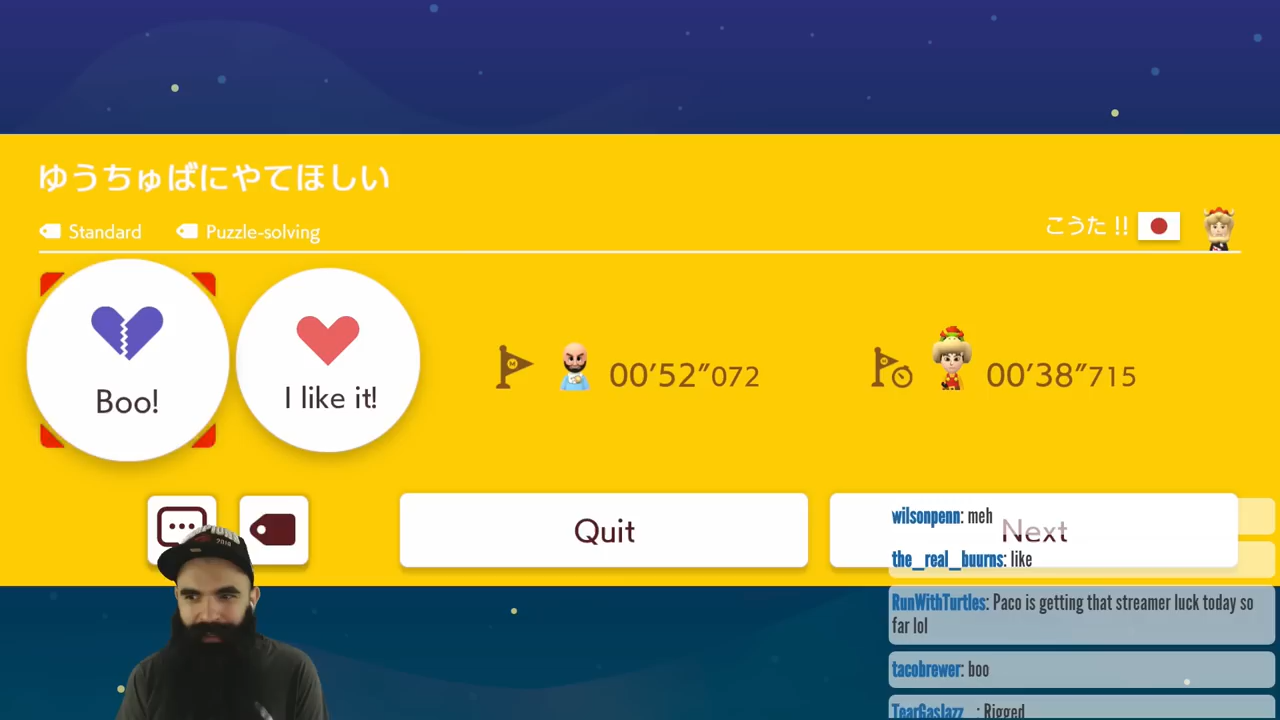 ゆうちゅばにやてほしい
Standard Puzzle-solving
こうた !!
Boo!
I like it!
00'52"072
00'38"715
Quit
Next
wilsonpenn: meh
the_real_buurns: like
RunWithTurtles: Paco is getting that streamer luck today so
far lol
tacobrewer: boo
TearGasJazz_: Rigged
2018